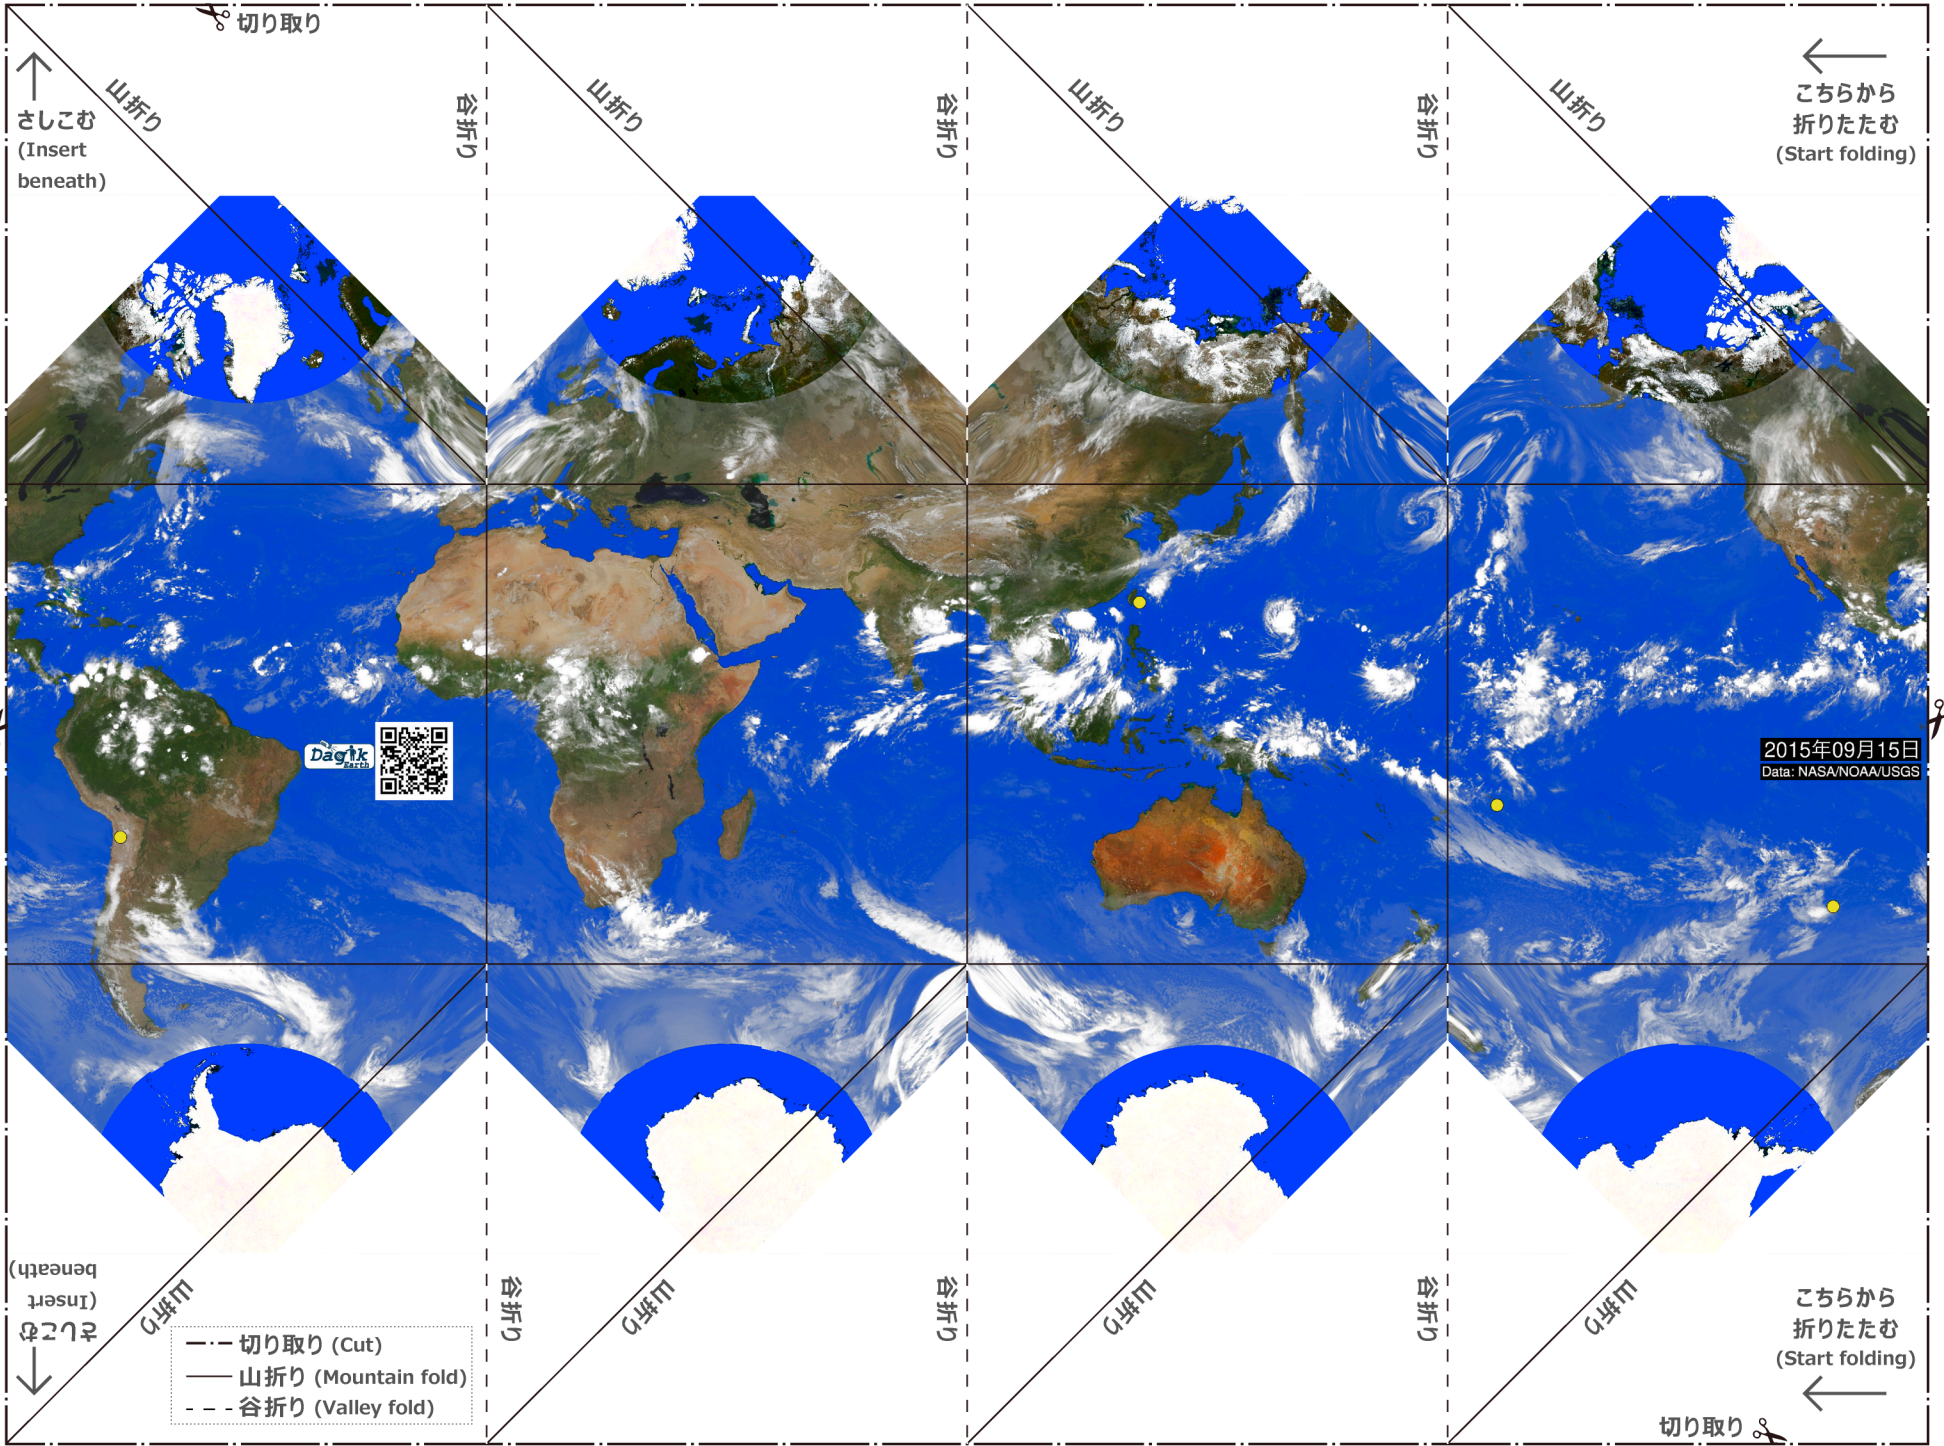 切り取り
山折り
谷折り
山折り
谷折り
山折り
谷折り
山折り
さしこむ
(Insert
beneath)
こちらから
折りたたむ
(Start folding)
Dagik
Earth
2015年09月15日
Data: NASA/NOAA/USGS
さしこむ
(Insert
beneath)
山折り
谷折り
山折り
谷折り
山折り
谷折り
山折り
こちらから
折りたたむ
(Start folding)
切り取り (Cut)
山折り (Mountain fold)
谷折り (Valley fold)
切り取り